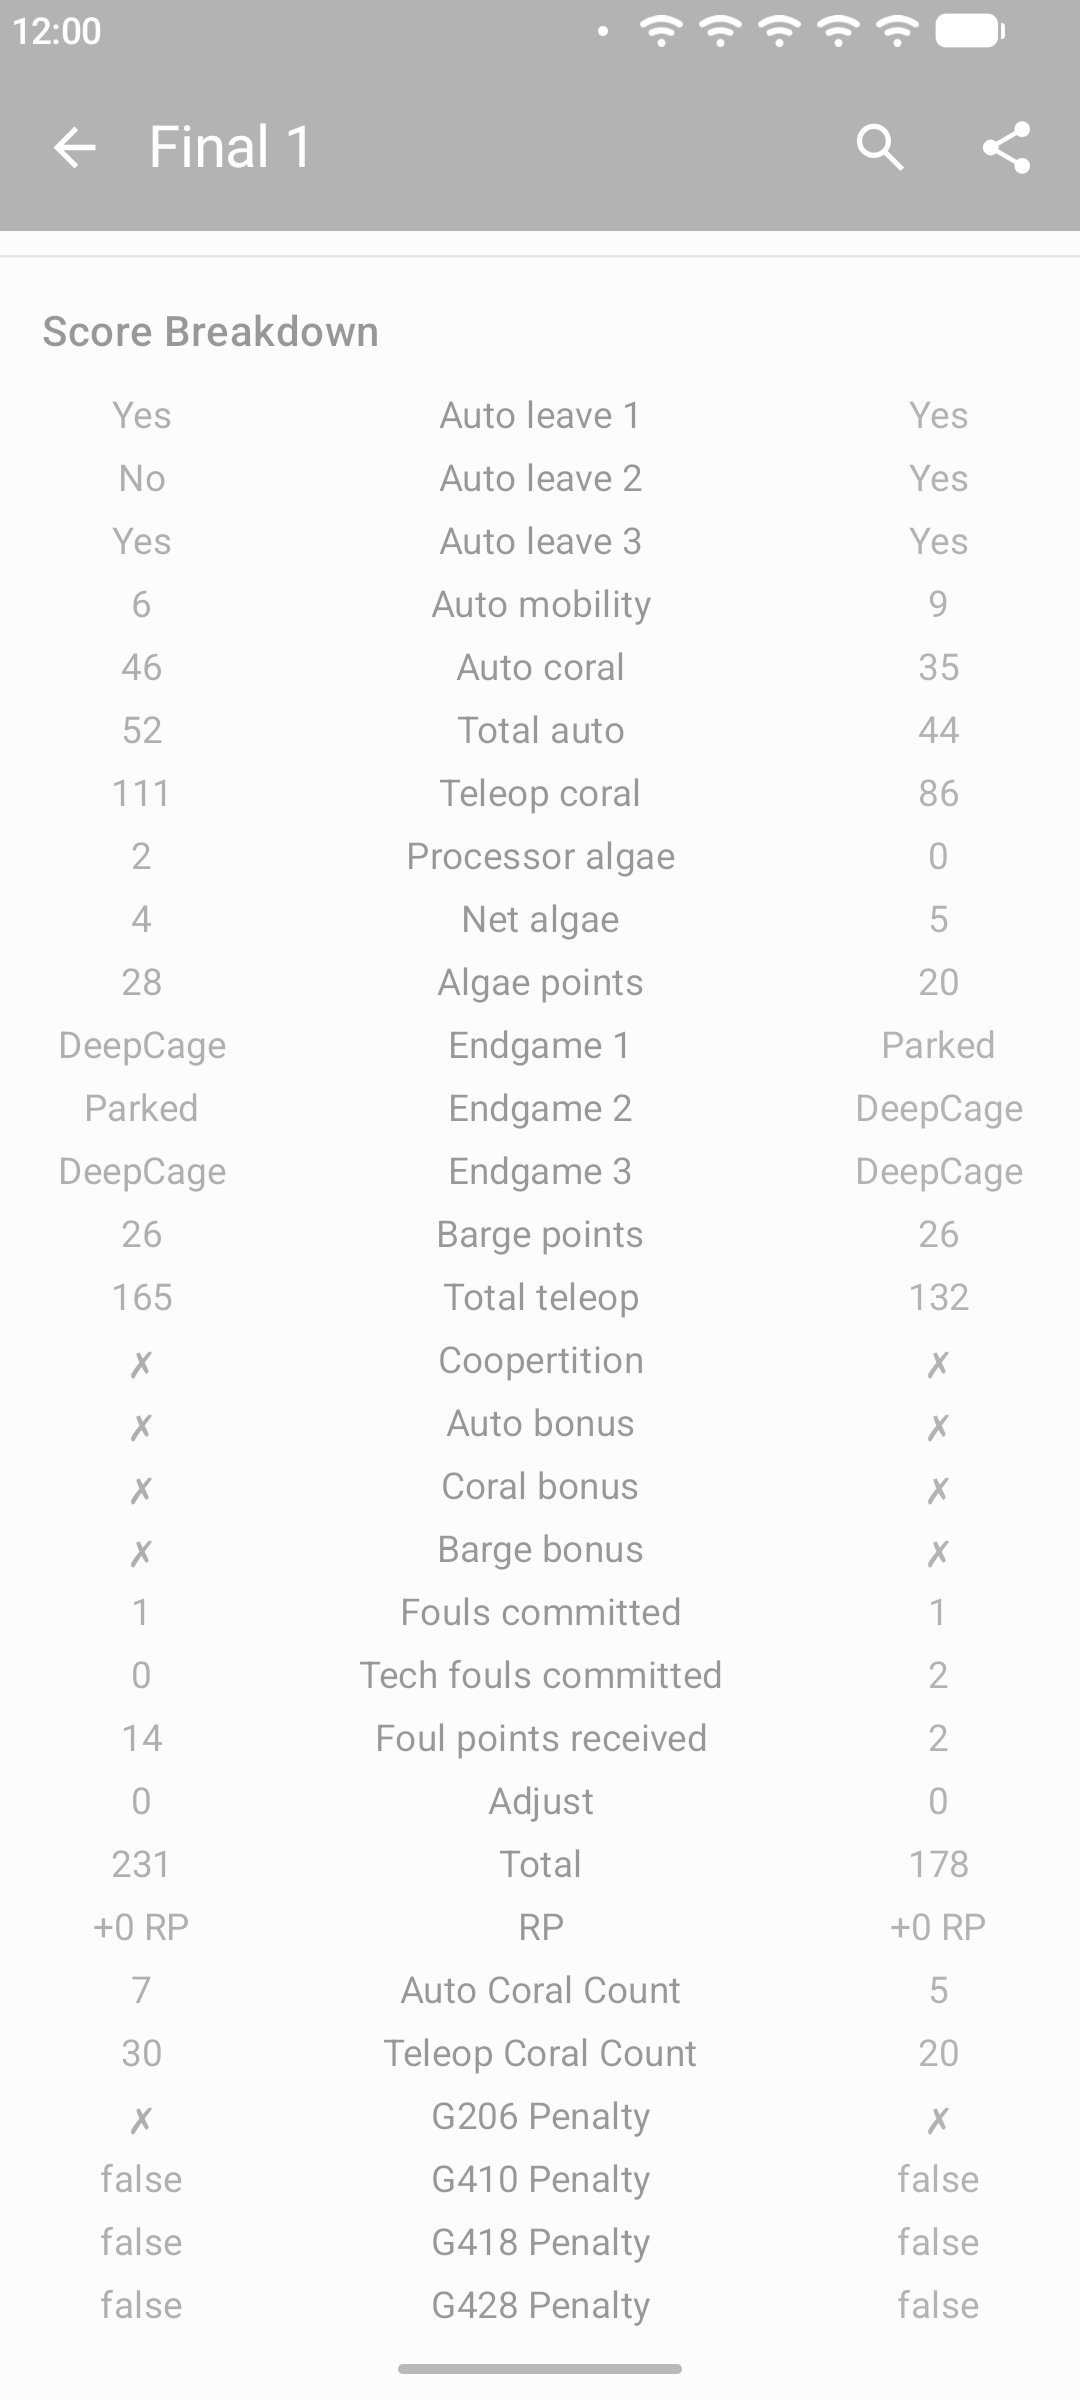 12:00
Final 1
Score Breakdown
Yes Auto leave 1 Yes
No Auto leave 2 Yes
Yes Auto leave 3 Yes
6 Auto mobility 9
46 Auto coral 35
52 Total auto 44
111 Teleop coral 86
2 Processor algae 0
4 Net algae 5
28 Algae points 20
DeepCage Endgame 1 Parked
Parked Endgame 2 DeepCage
DeepCage Endgame 3 DeepCage
26 Barge points 26
165 Total teleop 132
✗ Coopertition ✗
✗ Auto bonus ✗
✗ Coral bonus ✗
✗ Barge bonus ✗
1 Fouls committed 1
0 Tech fouls committed 2
14 Foul points received 2
0 Adjust 0
231 Total 178
+0 RP RP +0 RP
7 Auto Coral Count 5
30 Teleop Coral Count 20
✗ G206 Penalty ✗
false G410 Penalty false
false G418 Penalty false
false G428 Penalty false